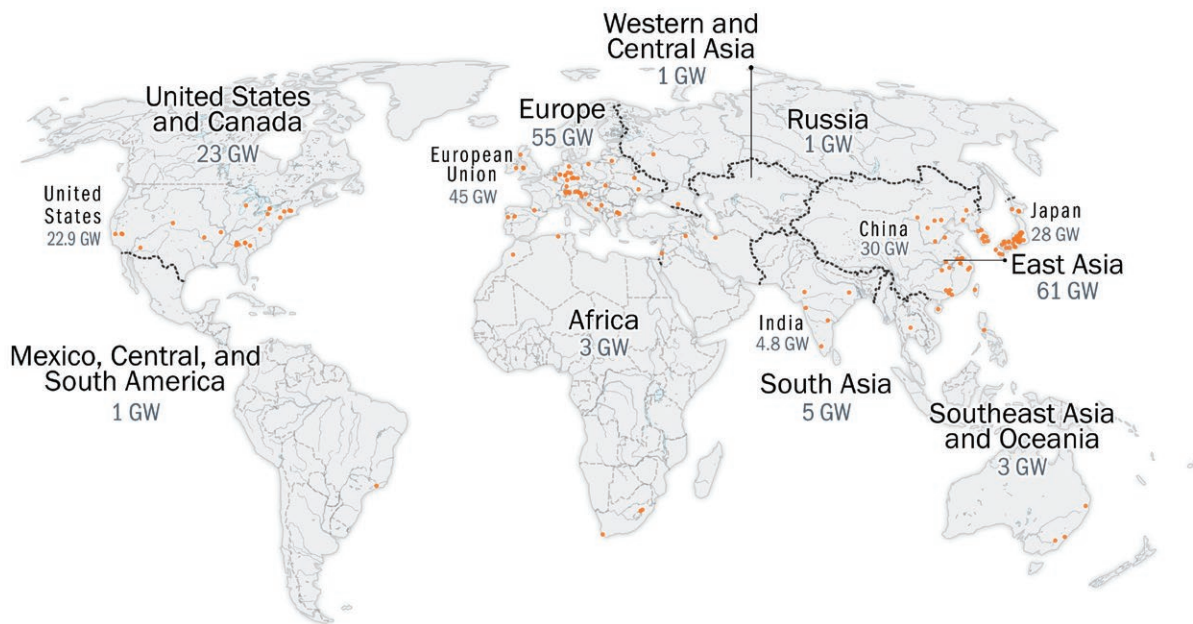 Western and
Central Asia
1 GW
United States
and Canada
23 GW
Europe
55 GW
Russia
1 GW
European
Union
45 GW
United
States
22.9 GW
China
30 GW
Japan
28 GW
East Asia
61 GW
Africa
3 GW
India
4.8 GW
Mexico, Central, and
South America
1 GW
South Asia
5 GW
Southeast Asia
and Oceania
3 GW